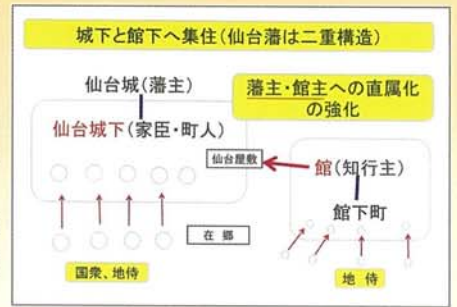 城下と館下へ集住(仙台藩は二重構造)
仙台城(藩主)
藩主・館主への直属化
の強化
仙台城下(家臣・町人)
仙台屋敷
館(知行主)
館下町
在 郷
国衆、地侍
地 侍